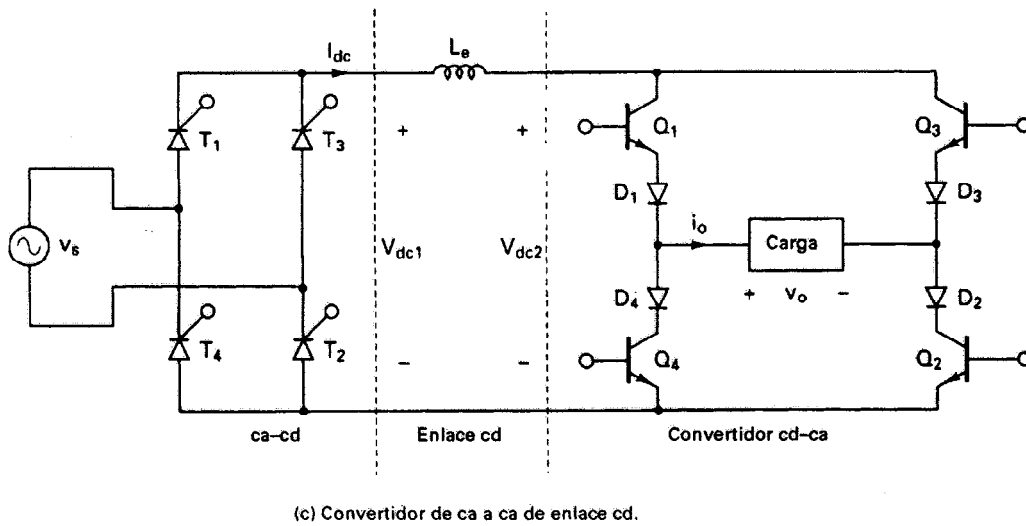 I_dc
L_e
T_1
T_3
Q_1
Q_3
+
+
D_1
D_3
v_s
V_dc1
V_dc2
i_o
Carga
+ v_o -
T_4
T_2
D_4
D_2
-
-
Q_4
Q_2
ca-cd
Enlace cd
Convertidor cd-ca
(c) Convertidor de ca a ca de enlace cd.